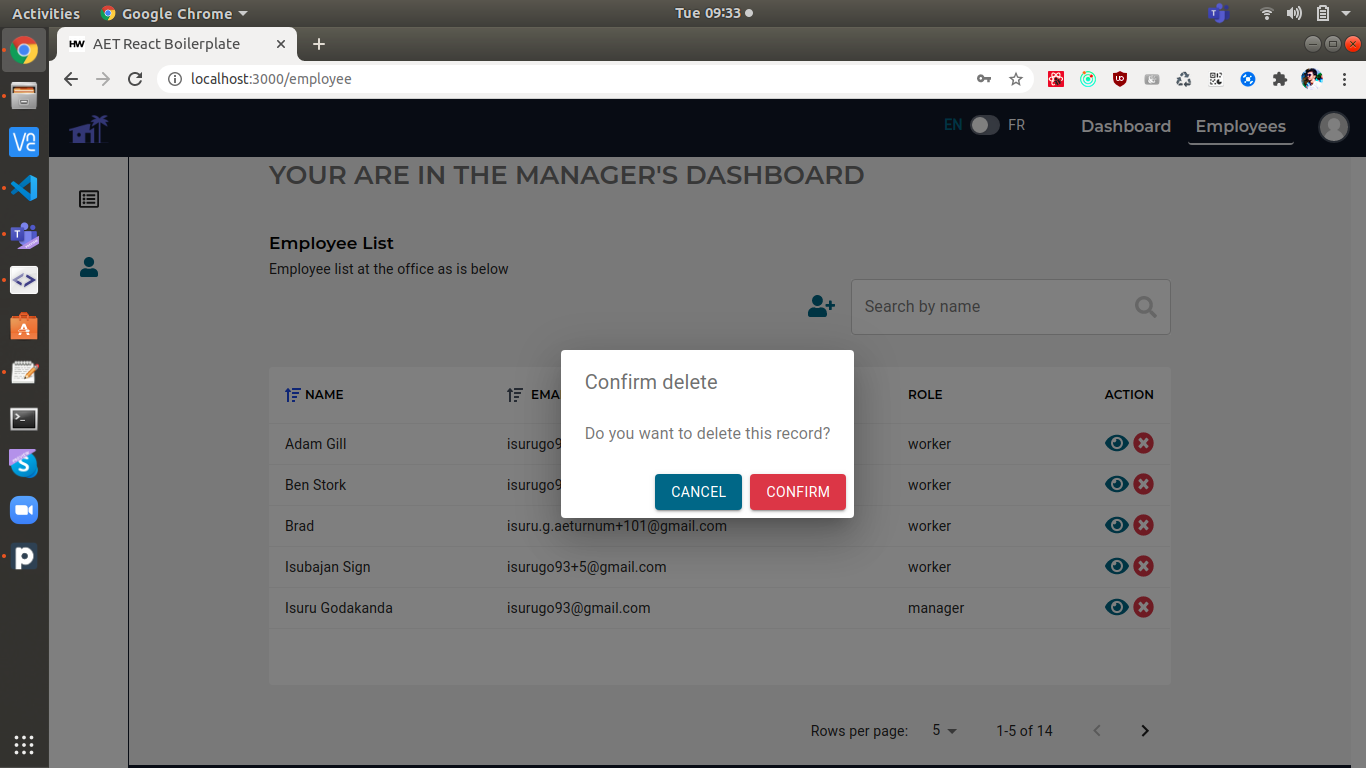 Activities
Google Chrome
Tue 09:33
HW AET React Boilerplate
localhost:3000/employee
EN FR Dashboard Employees
YOUR ARE IN THE MANAGER'S DASHBOARD
Employee List
Employee list at the office as is below
Search by name
NAME EMA ROLE ACTION
Adam Gill isurugo9 worker
Ben Stork isurugo9 worker
Brad isuru.g.aeturnum+101@gmail.com worker
Isubajan Sign isurugo93+5@gmail.com worker
Isuru Godakanda isurugo93@gmail.com manager
Confirm delete
Do you want to delete this record?
CANCEL CONFIRM
Rows per page: 5 1-5 of 14